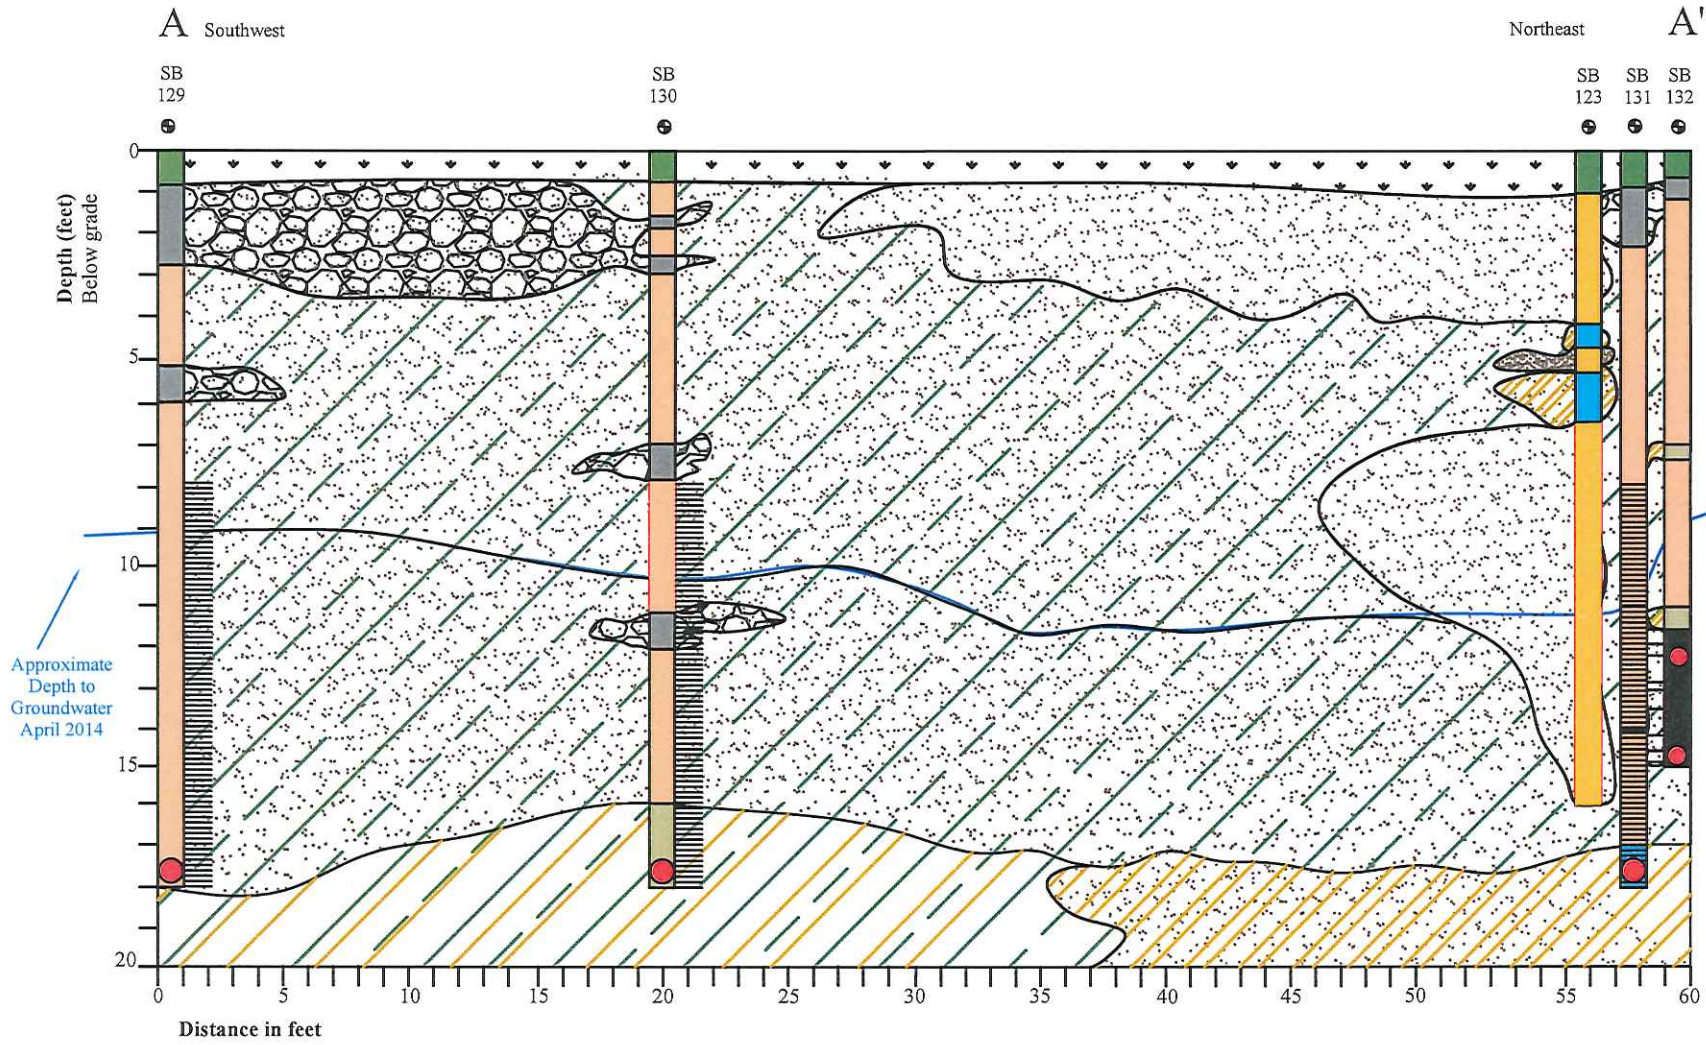 A Southwest
Northeast A'
SB
129
SB
130
SB
123
SB
131
SB
132
Depth (feet)
Below grade
0
5
10
15
20
Approximate
Depth to
Groundwater
April 2014
0 5 10 15 20 25 30 35 40 45 50 55 60
Distance in feet